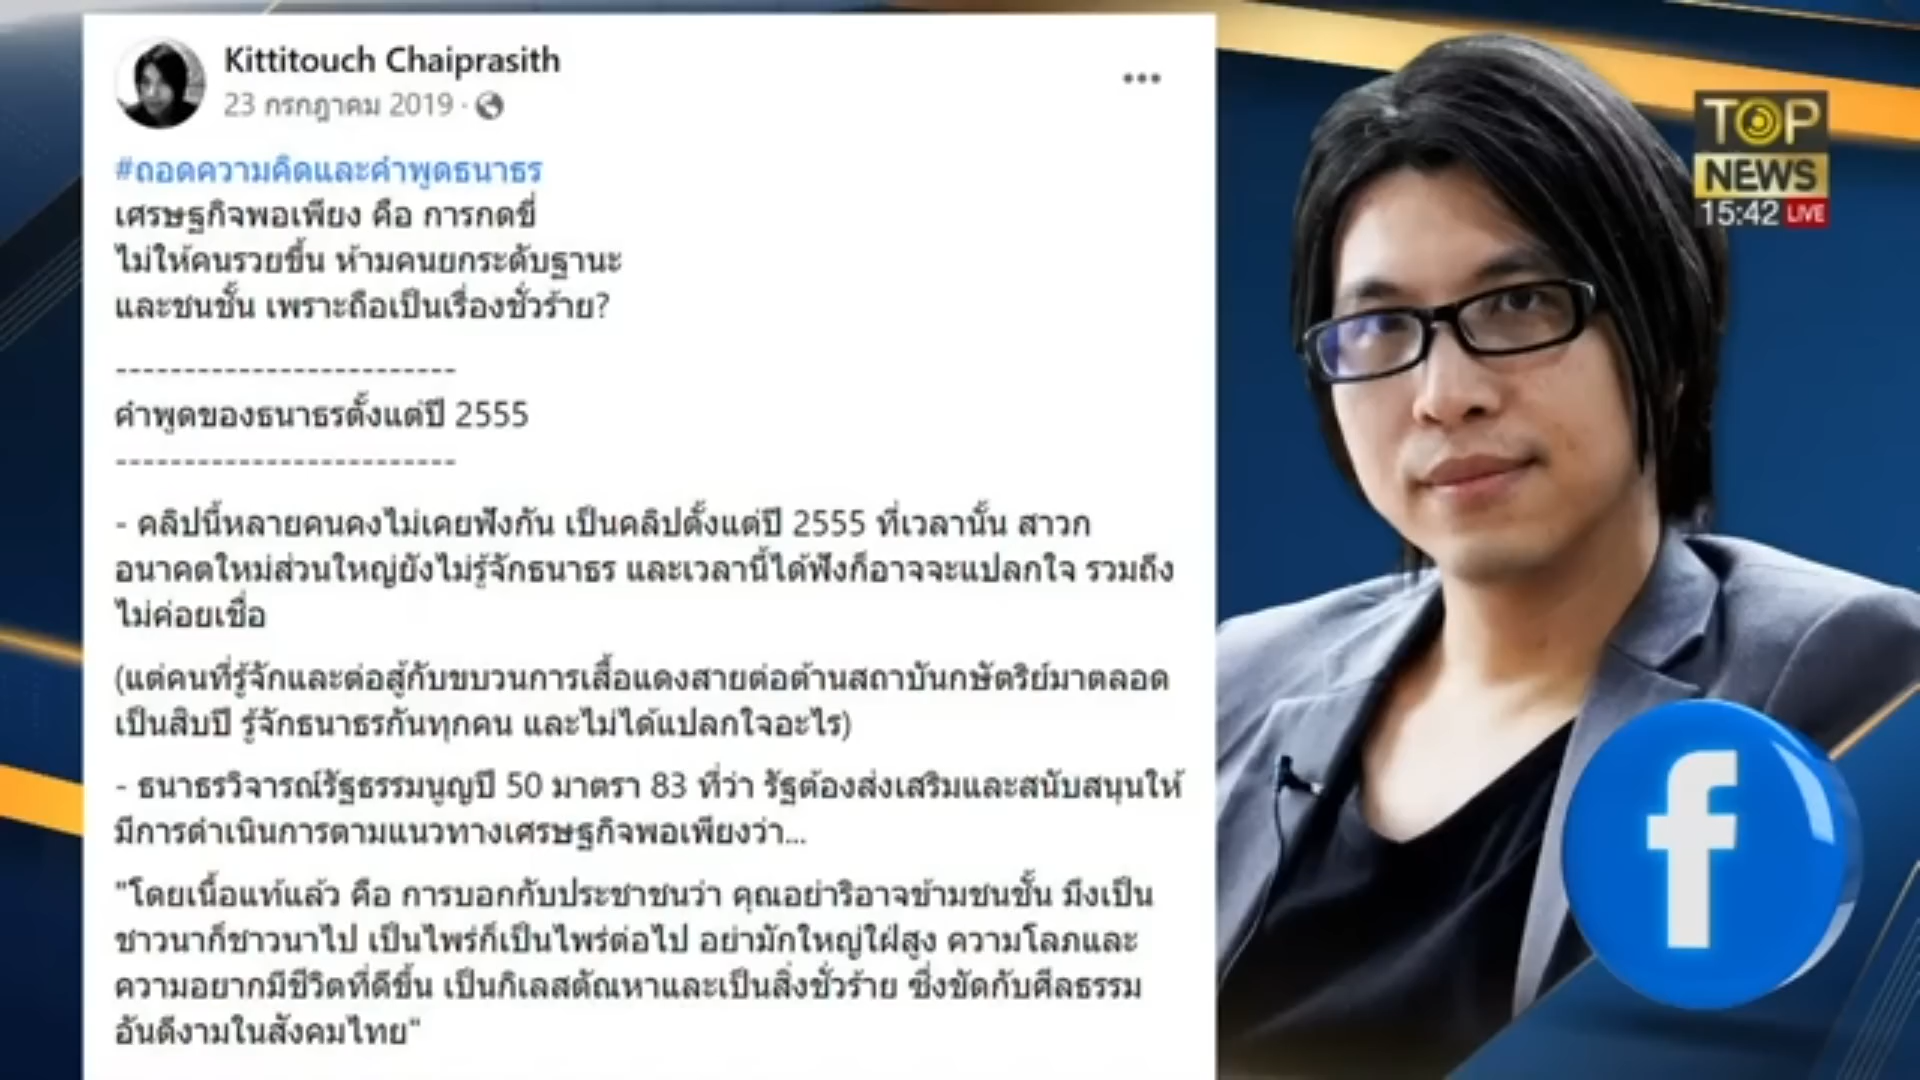 Kittitouch Chaiprasith
23 กรกฎาคม 2019
#ถอดความคิดและคำพูดธนาธร
เศรษฐกิจพอเพียง คือ การกดขี่
ไม่ให้คนรวยขึ้น ห้ามคนยกระดับฐานะ
และชนชั้น เพราะถือเป็นเรื่องชั่วร้าย?
-------------------------
คำพูดของธนาธรตั้งแต่ปี 2555
-------------------------
- คลิปนี้หลายคนคงไม่เคยฟังกัน เป็นคลิปตั้งแต่ปี 2555 ที่เวลานั้น สาวก
อนาคตใหม่ส่วนใหญ่ยังไม่รู้จักธนาธร และเวลานี้ได้ฟังก็อาจจะแปลกใจ รวมถึง
ไม่ค่อยเชื่อ
(แต่คนที่รู้จักและต่อสู้กับขบวนการเสื้อแดงสายต่อต้านสถาบันกษัตริย์มาตลอด
เป็นสิบปี รู้จักธนาธรกันทุกคน และไม่ได้แปลกใจอะไร)
- ธนาธรวิจารณ์รัฐธรรมนูญปี 50 มาตรา 83 ที่ว่า รัฐต้องส่งเสริมและสนับสนุนให้
มีการดำเนินการตามแนวทางเศรษฐกิจพอเพียงว่า...
"โดยเนื้อแท้แล้ว คือ การบอกกับประชาชนว่า คุณอย่าริอาจข้ามชนชั้น มึงเป็น
ชาวนาก็ชาวนาไป เป็นไพร่ก็เป็นไพร่ต่อไป อย่ามักใหญ่ใฝ่สูง ความโลภและ
ความอยากมีชีวิตที่ดีขึ้น เป็นกิเลสตัณหาและเป็นสิ่งชั่วร้าย ซึ่งขัดกับศีลธรรม
อันดีงามในสังคมไทย"
TOP
NEWS
15:42 LIVE
f